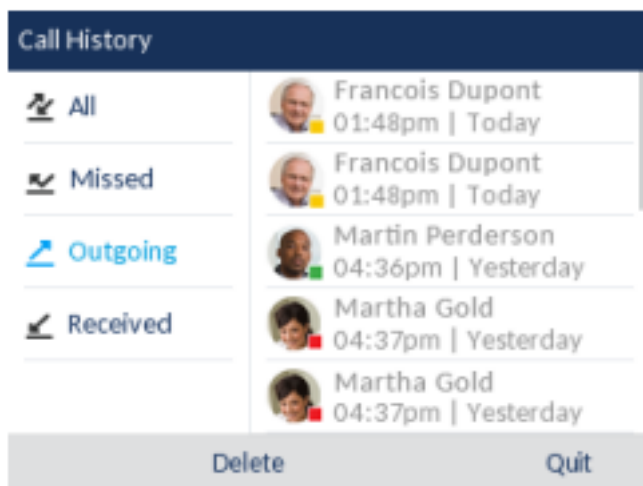 Call History
All
Missed
Outgoing
Received
Francois Dupont
01:48pm | Today
Francois Dupont
01:48pm | Today
Martin Perderson
04:36pm | Yesterday
Martha Gold
04:37pm | Yesterday
Martha Gold
04:37pm | Yesterday
Delete
Quit